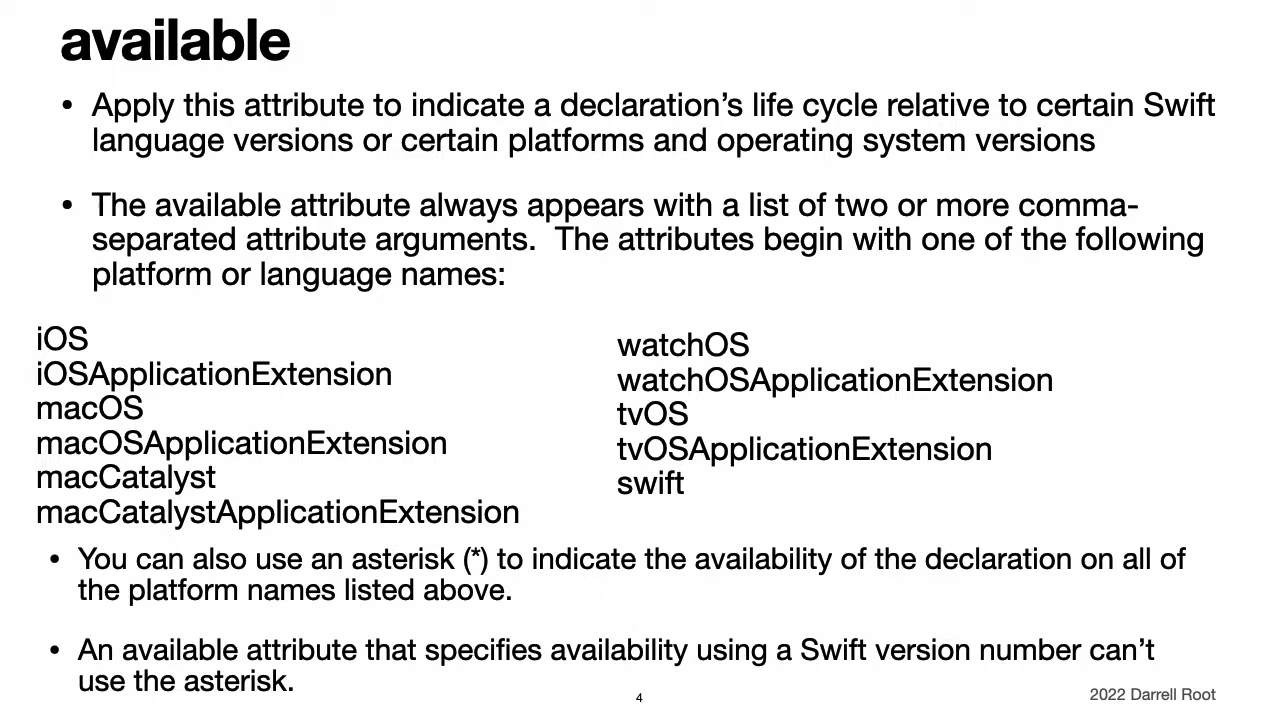 available
• Apply this attribute to indicate a declaration’s life cycle relative to certain Swift
language versions or certain platforms and operating system versions
• The available attribute always appears with a list of two or more comma-
separated attribute arguments.  The attributes begin with one of the following
platform or language names:
iOS
iOSApplicationExtension
macOS
macOSApplicationExtension
macCatalyst
macCatalystApplicationExtension
watchOS
watchOSApplicationExtension
tvOS
tvOSApplicationExtension
swift
• You can also use an asterisk (*) to indicate the availability of the declaration on all of
the platform names listed above.
• An available attribute that specifies availability using a Swift version number can’t
use the asterisk.
4
2022 Darrell Root